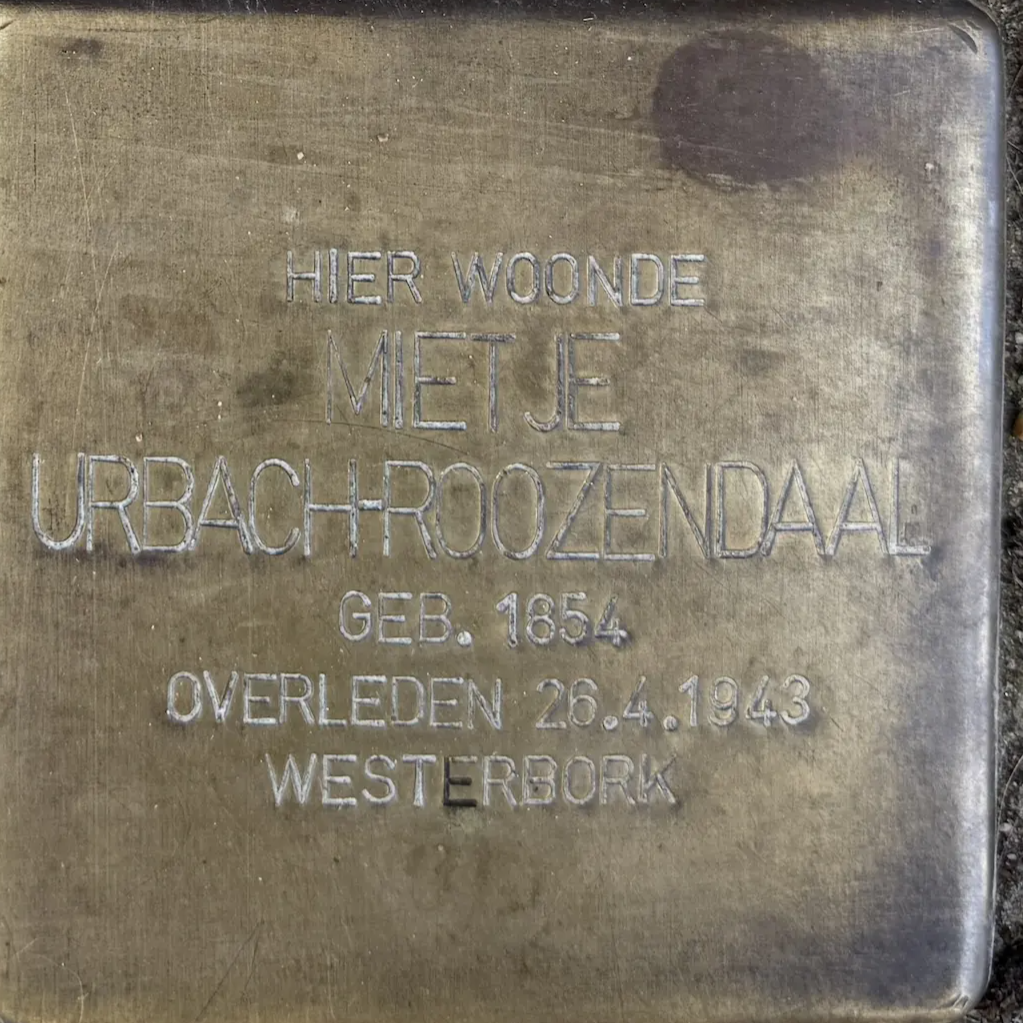 HIER WOONDE
MIETJE
URBACH-ROOZENDAAL
GEB. 1854
OVERLEDEN 26.4.1943
WESTERBORK